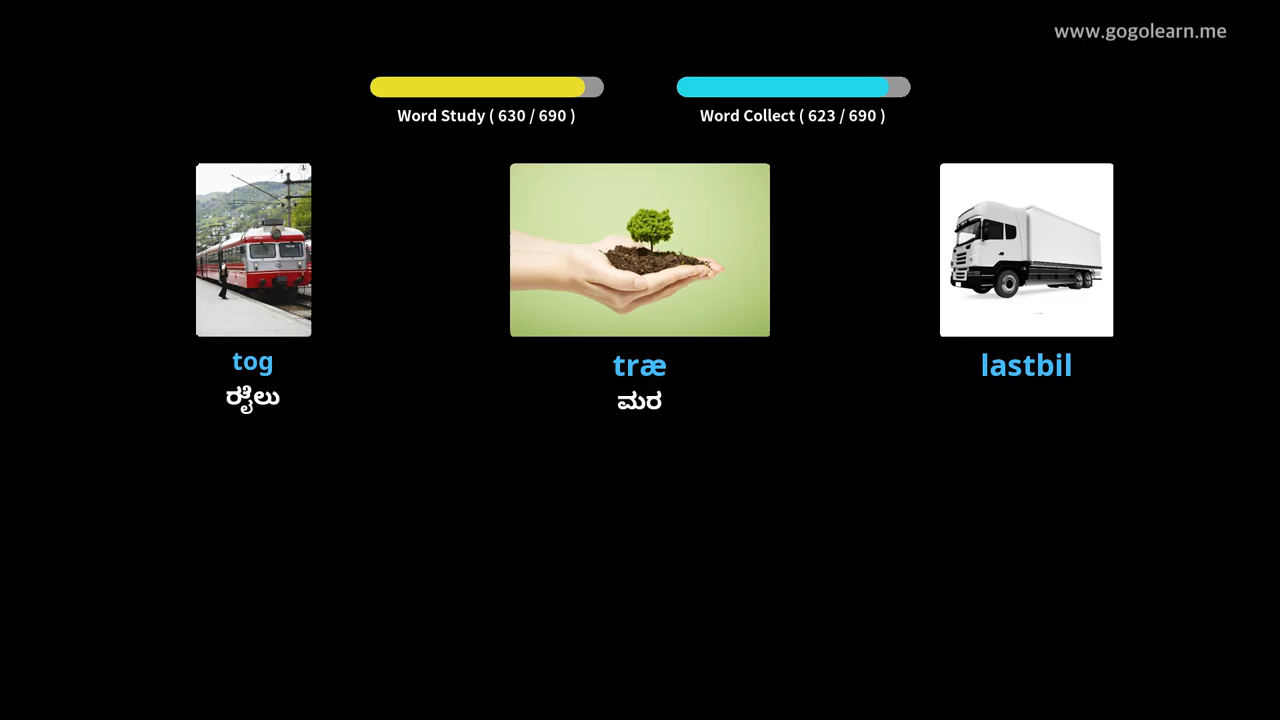 www.gogolearn.me
Word Study ( 630 / 690 )
Word Collect ( 623 / 690 )
tog
træ
lastbil
ರೈಲು
ಮರ